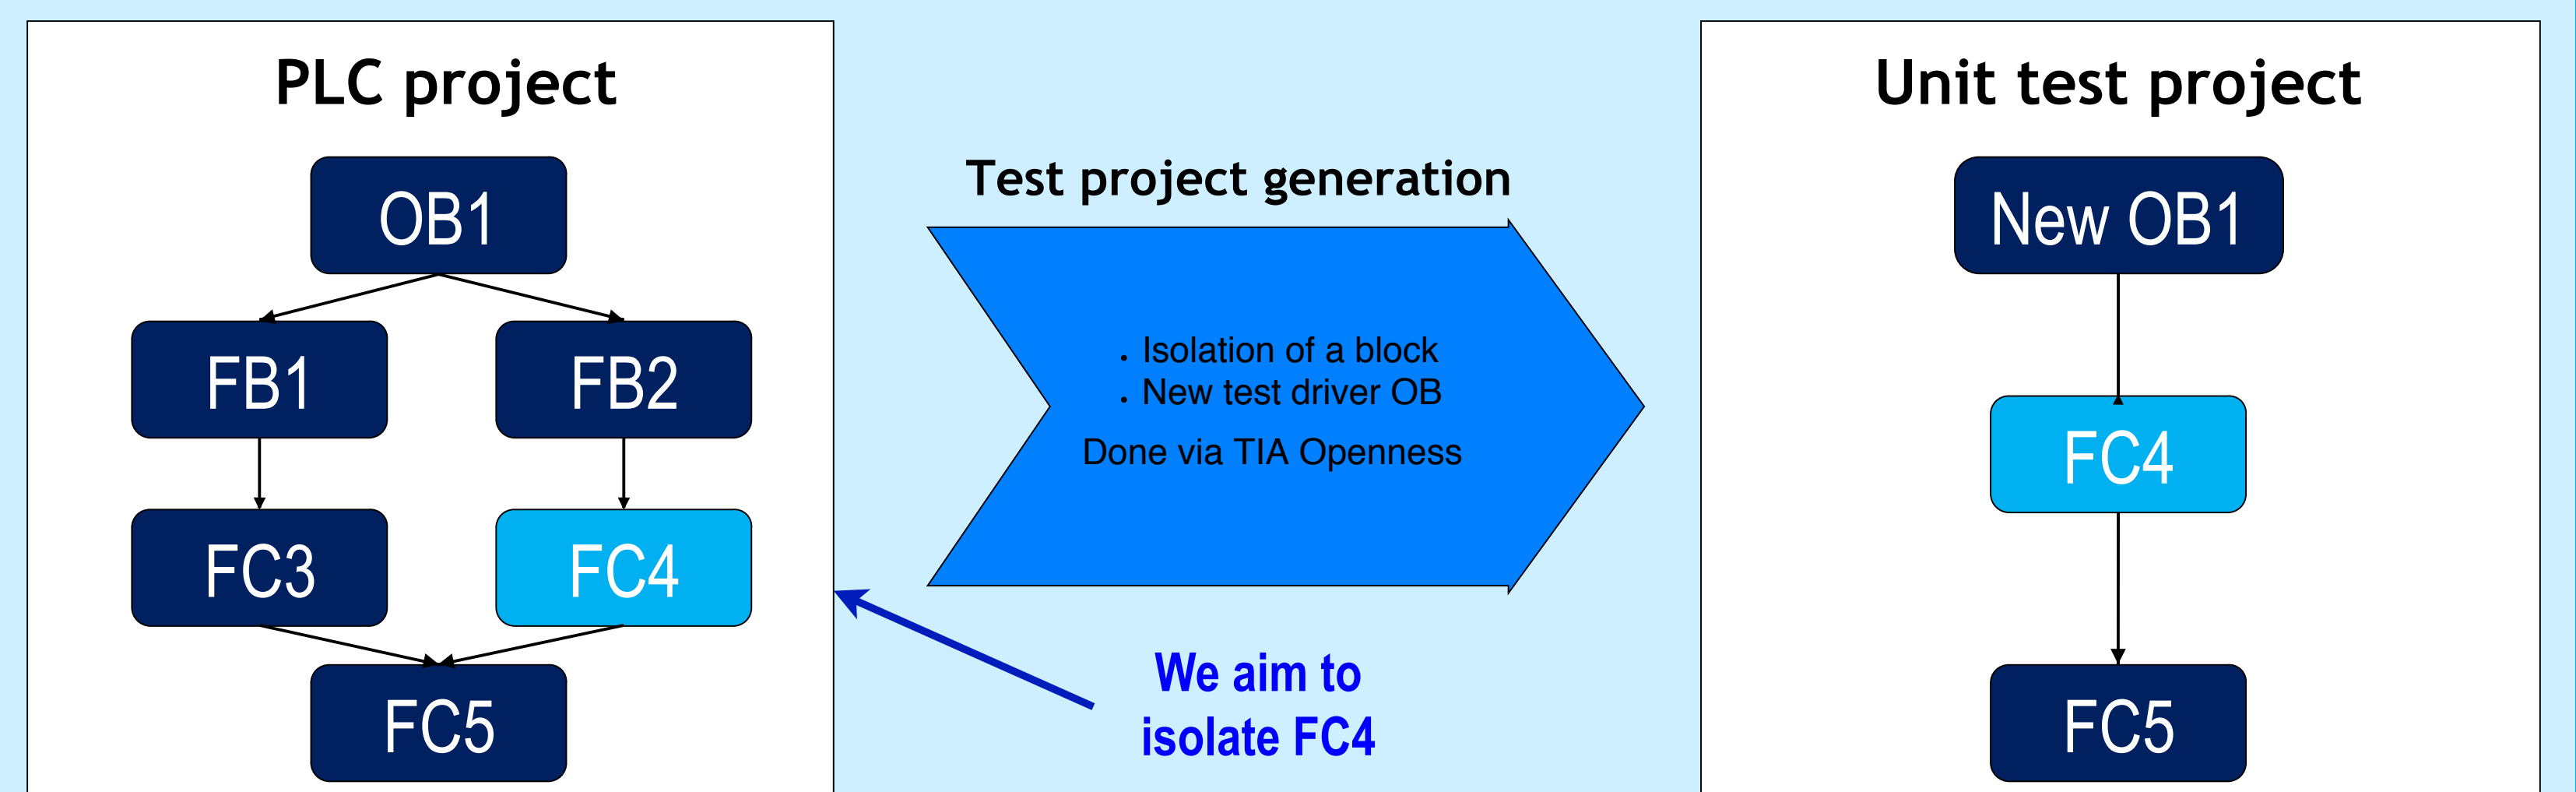 PLC project
OB1
FB1
FB2
FC3
FC4
FC5
Test project generation
• Isolation of a block
• New test driver OB
Done via TIA Openness
We aim to
isolate FC4
Unit test project
New OB1
FC4
FC5